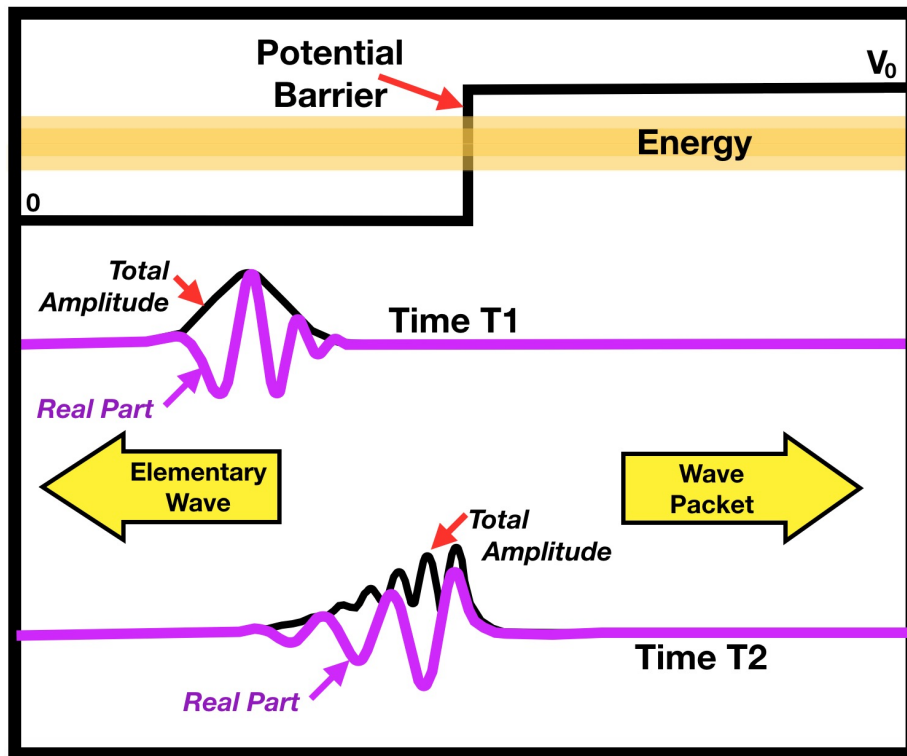 Potential
Barrier
V₀
Energy
0
Total
Amplitude
Time T1
Real Part
Elementary
Wave
Wave
Packet
Total
Amplitude
Time T2
Real Part